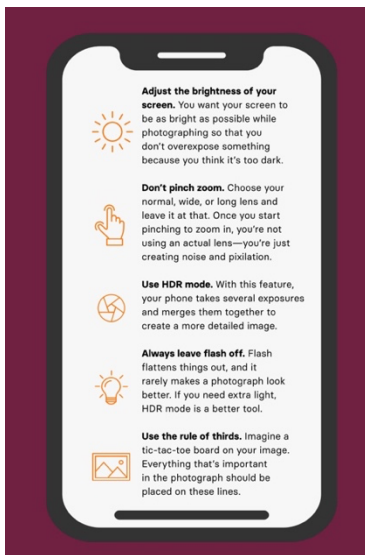 Adjust the brightness of your
screen. You want your screen to
be as bright as possible while
photographing so that you
don't overexpose something
because you think it's too dark.
Don't pinch zoom. Choose your
normal, wide, or long lens and
leave it at that. Once you start
pinching to zoom in, you're not
using an actual lens—you're just
creating noise and pixilation.
Use HDR mode. With this feature,
your phone takes several exposures
and merges them together to
create a more detailed image.
Always leave flash off. Flash
flattens things out, and it
rarely makes a photograph look
better. If you need extra light,
HDR mode is a better tool.
Use the rule of thirds. Imagine a
tic-tac-toe board on your image.
Everything that's important
in the photograph should be
placed on these lines.